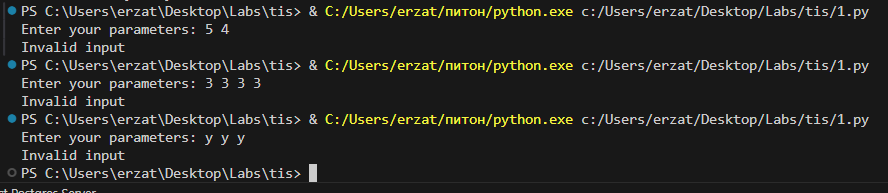 PS C:\Users\erzat\Desktop\Labs\tis> & C:/Users/erzat/питон/python.exe c:/Users/erzat/Desktop/Labs/tis/1.py
Enter your parameters: 5 4
Invalid input
PS C:\Users\erzat\Desktop\Labs\tis> & C:/Users/erzat/питон/python.exe c:/Users/erzat/Desktop/Labs/tis/1.py
Enter your parameters: 3 3 3 3
Invalid input
PS C:\Users\erzat\Desktop\Labs\tis> & C:/Users/erzat/питон/python.exe c:/Users/erzat/Desktop/Labs/tis/1.py
Enter your parameters: y y y
Invalid input
PS C:\Users\erzat\Desktop\Labs\tis>
Postgres Server